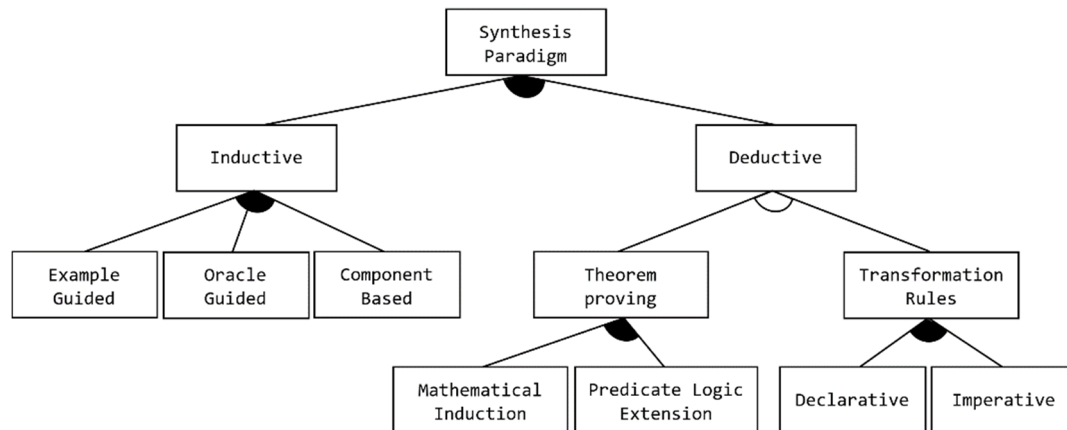 Synthesis
Paradigm
Inductive
Deductive
Example
Guided
Oracle
Guided
Component
Based
Theorem
proving
Transformation
Rules
Mathematical
Induction
Predicate Logic
Extension
Declarative
Imperative